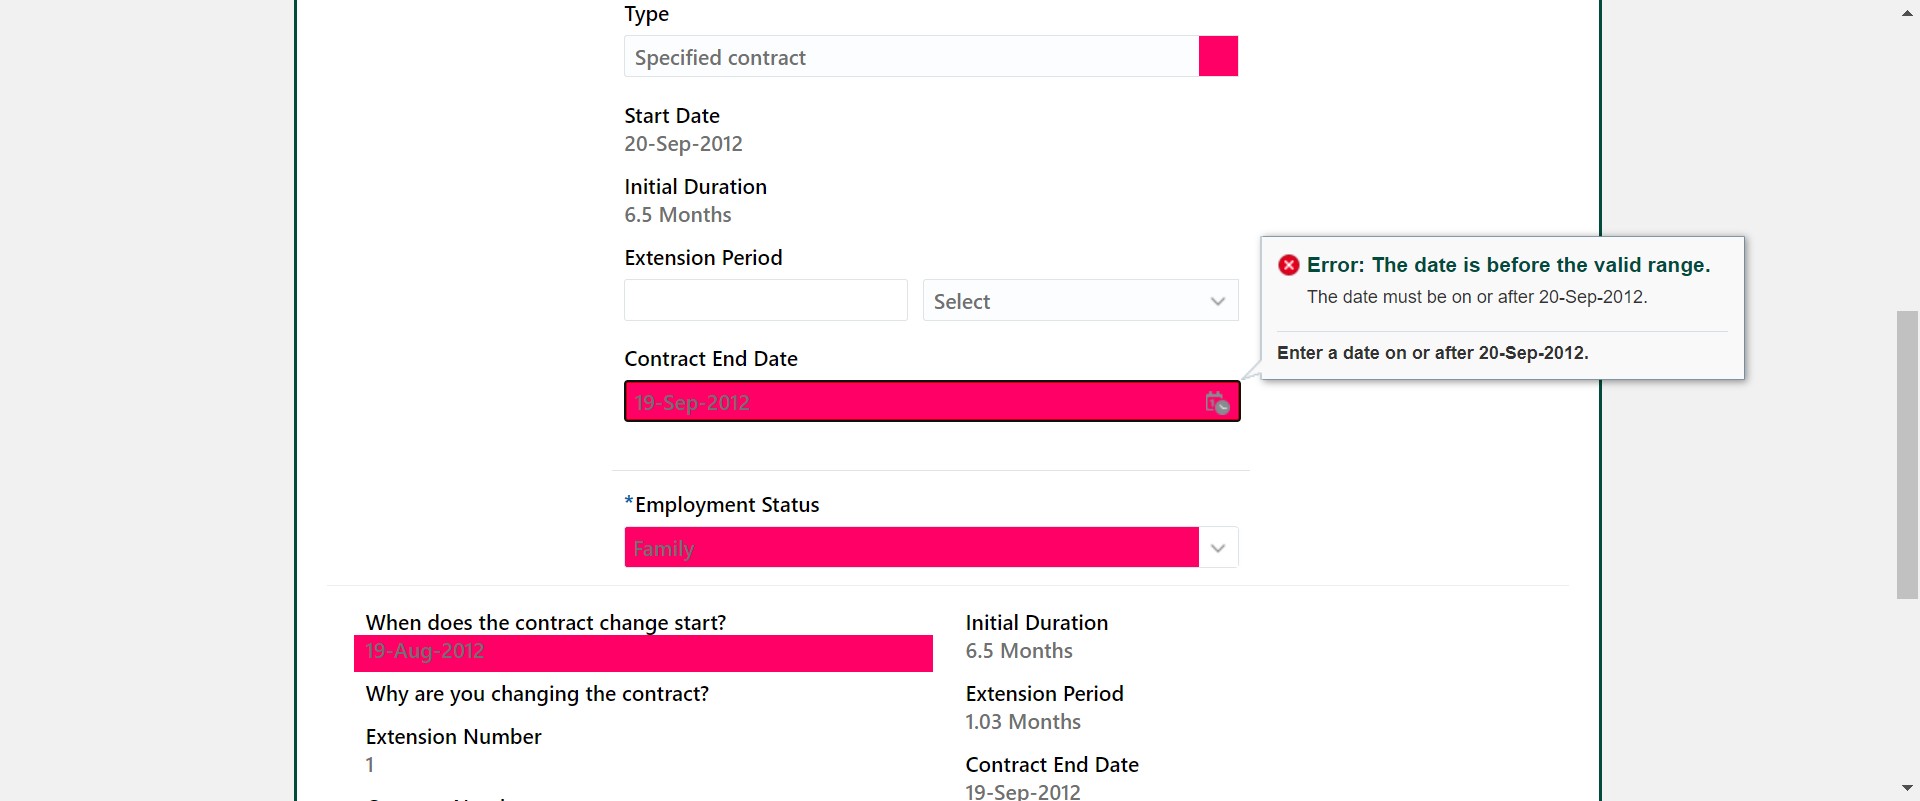 Type
Specified contract
Start Date
20-Sep-2012
Initial Duration
6.5 Months
Extension Period
Select
Error: The date is before the valid range.
The date must be on or after 20-Sep-2012.
Enter a date on or after 20-Sep-2012.
Contract End Date
19-Sep-2012
*Employment Status
Family
When does the contract change start?
19-Aug-2012
Why are you changing the contract?
Extension Number
1
Initial Duration
6.5 Months
Extension Period
1.03 Months
Contract End Date
19-Sep-2012